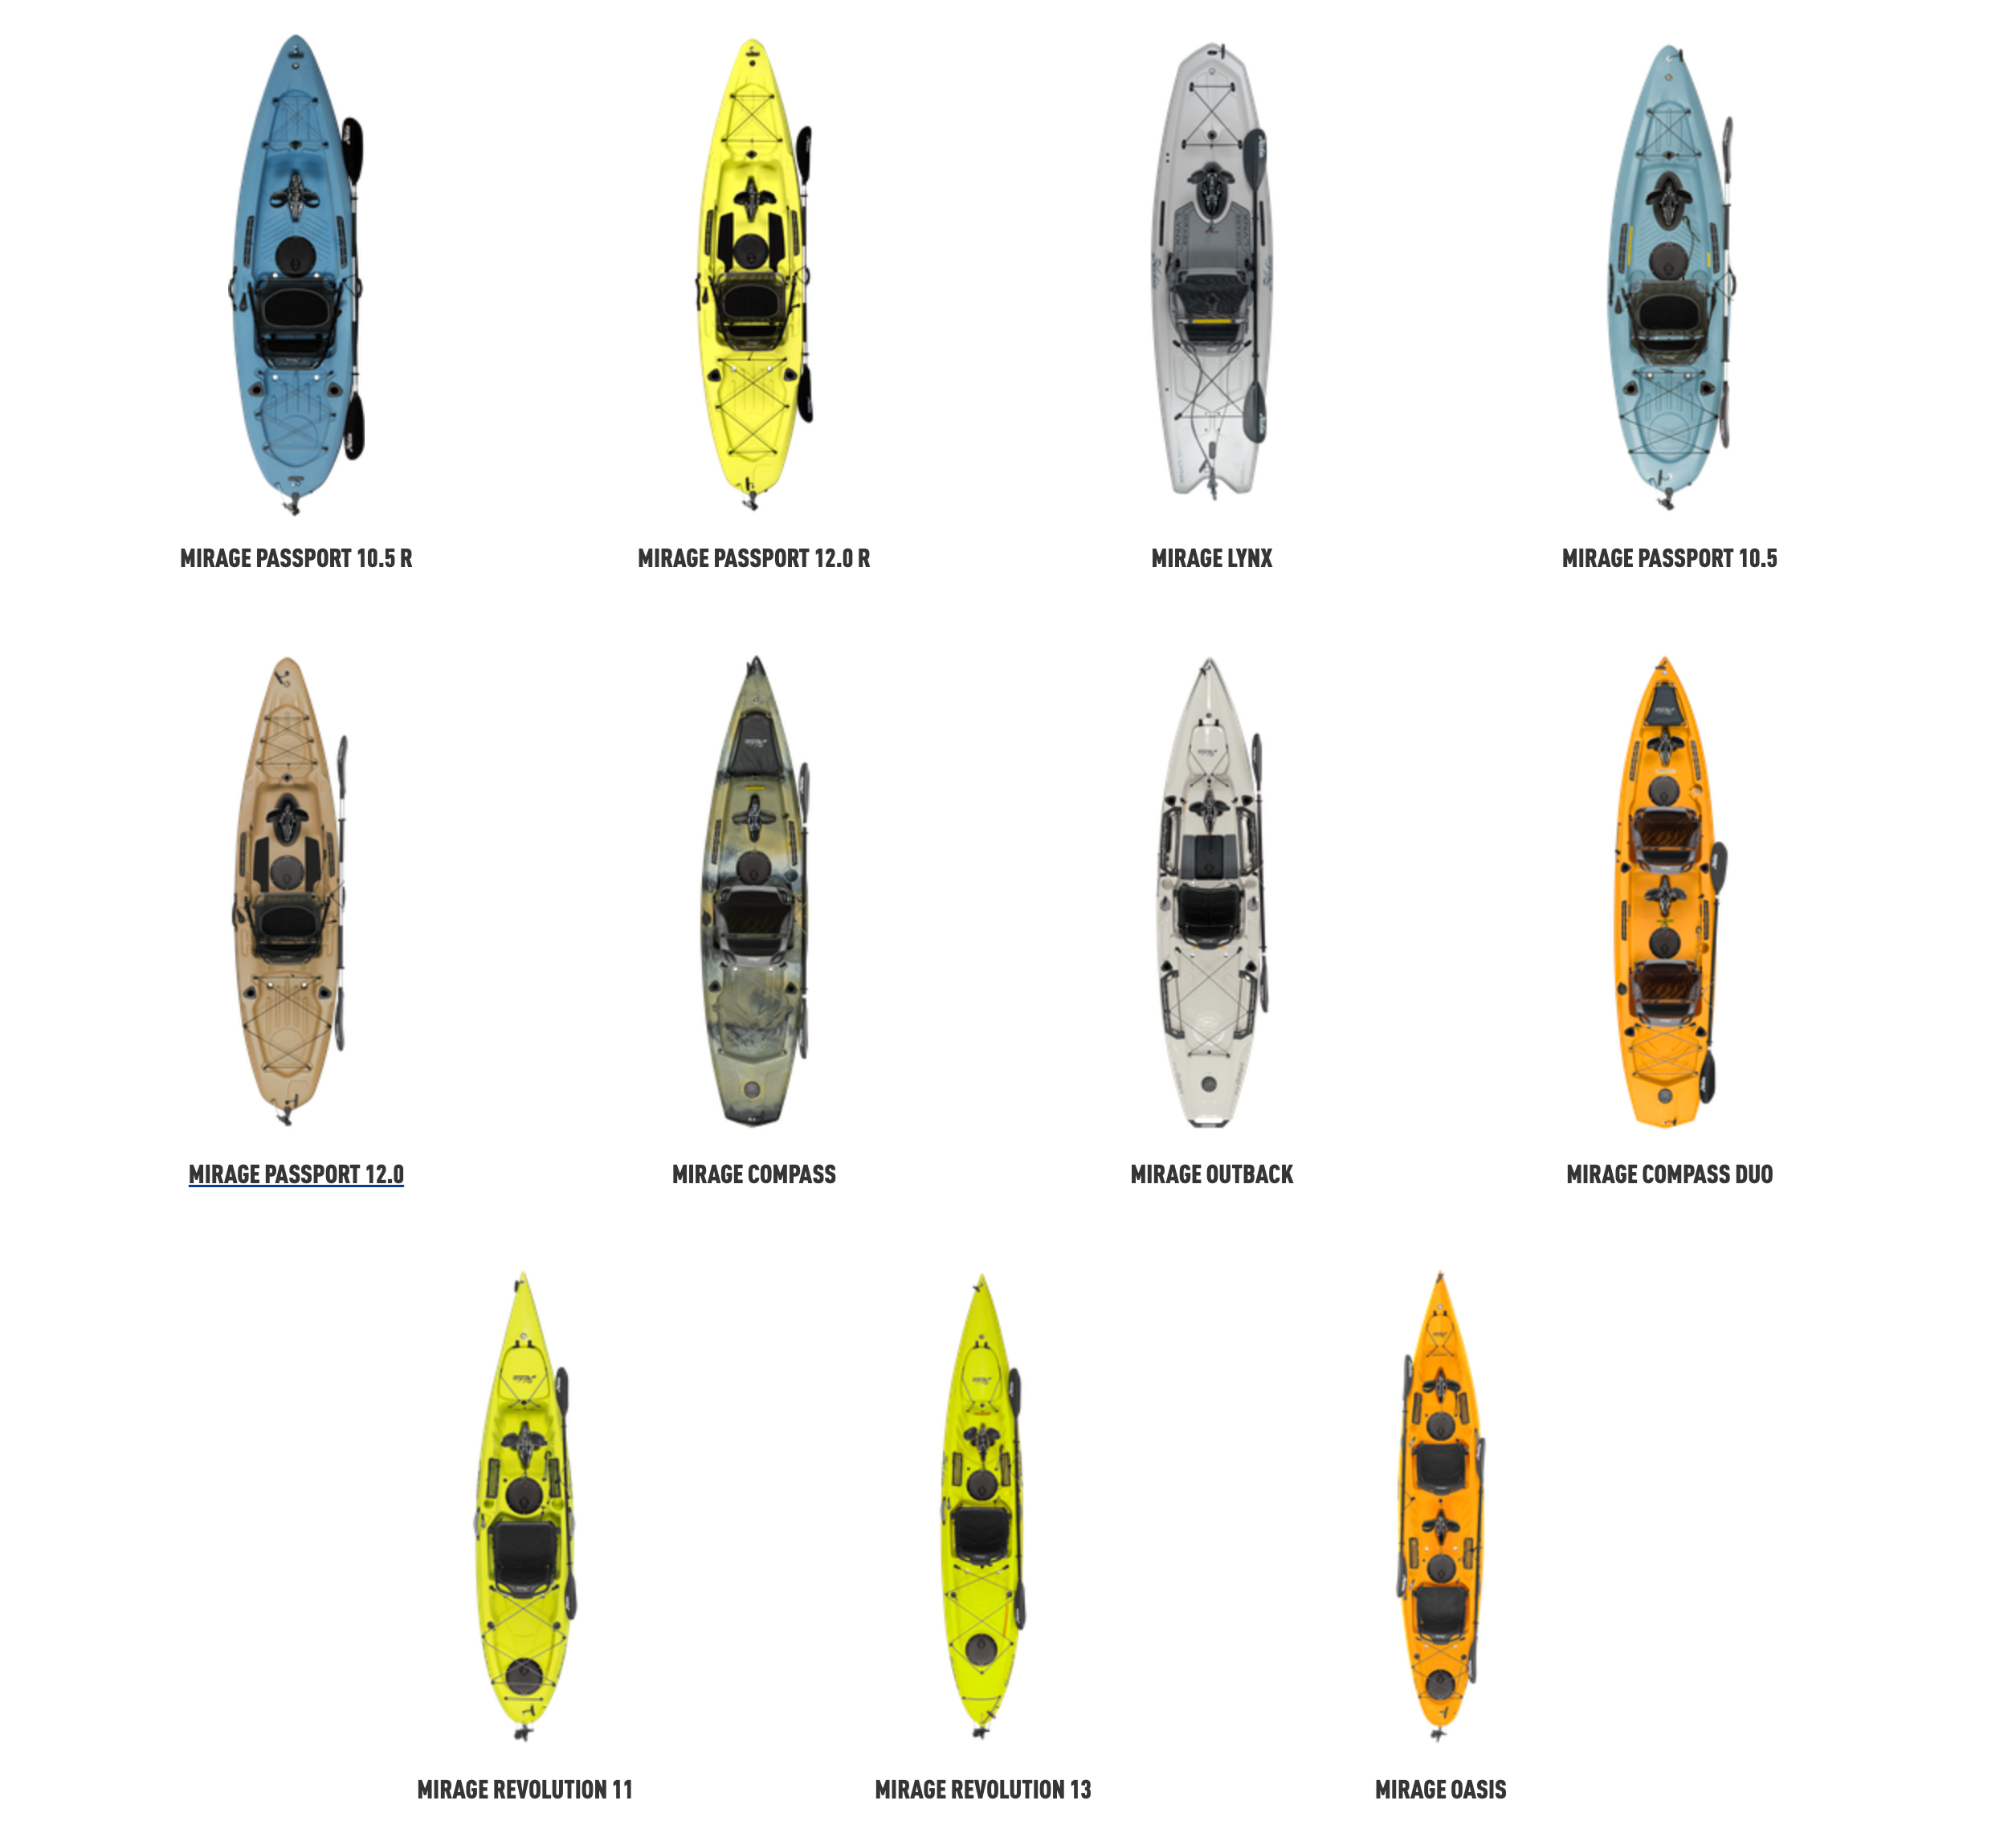 MIRAGE PASSPORT 10.5 R
MIRAGE PASSPORT 12.0 R
MIRAGE LYNX
MIRAGE PASSPORT 10.5
MIRAGE PASSPORT 12.0
MIRAGE COMPASS
MIRAGE OUTBACK
MIRAGE COMPASS DUO
MIRAGE REVOLUTION 11
MIRAGE REVOLUTION 13
MIRAGE OASIS